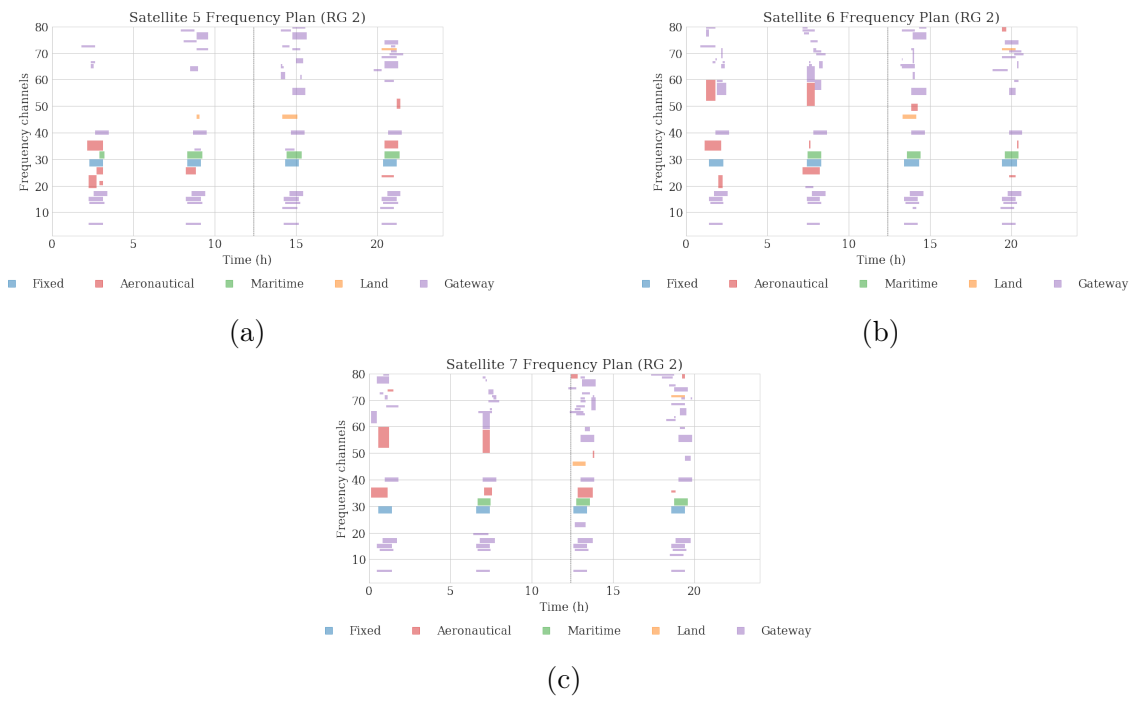 Satellite 5 Frequency Plan (RG 2)
Frequency channels
80
70
60
50
40
30
20
10
0 5 10 15 20
Time (h)
Fixed Aeronautical Maritime Land Gateway
(a)
Satellite 6 Frequency Plan (RG 2)
Frequency channels
80
70
60
50
40
30
20
10
0 5 10 15 20
Time (h)
Fixed Aeronautical Maritime Land Gateway
(b)
Satellite 7 Frequency Plan (RG 2)
Frequency channels
80
70
60
50
40
30
20
10
0 5 10 15 20
Time (h)
Fixed Aeronautical Maritime Land Gateway
(c)